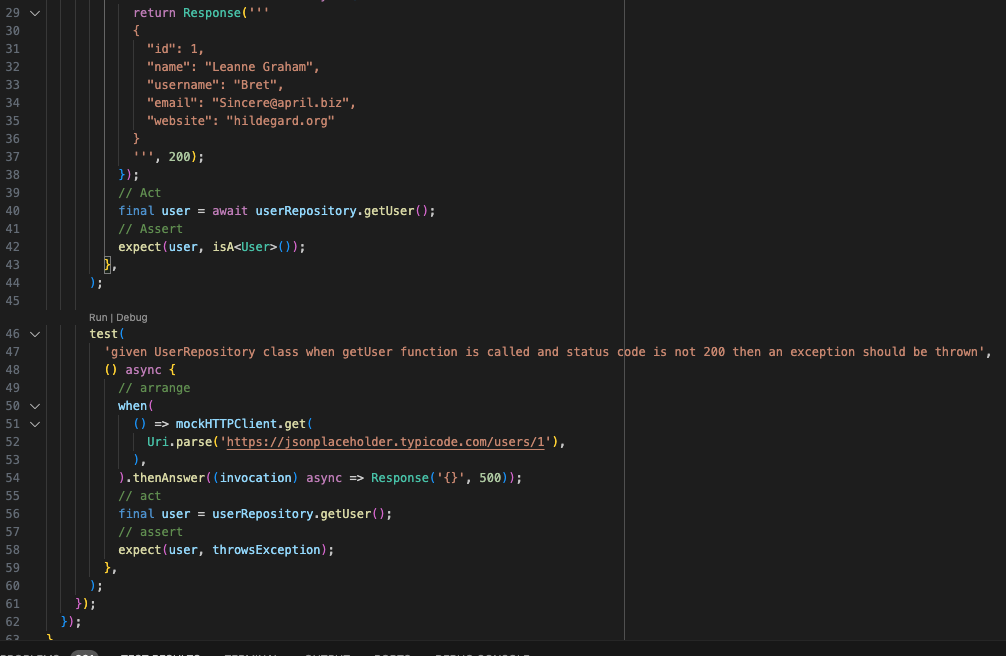 29 return Response('''
30 {
31 "id": 1,
32 "name": "Leanne Graham",
33 "username": "Bret",
34 "email": "Sincere@april.biz",
35 "website": "hildegard.org"
36 }
37 ''', 200);
38 });
39 // Act
40 final user = await userRepository.getUser();
41 // Assert
42 expect(user, isA<User>());
43 },
44 );
45
Run | Debug
46 test(
47 'given UserRepository class when getUser function is called and status code is not 200 then an exception should be thrown',
48 () async {
49 // arrange
50 when(
51 () => mockHTTPClient.get(
52 Uri.parse('https://jsonplaceholder.typicode.com/users/1'),
53 ),
54 ).thenAnswer((invocation) async => Response('{}', 500));
55 // act
56 final user = userRepository.getUser();
57 // assert
58 expect(user, throwsException);
59 },
60 );
61 });
62 });
63 }